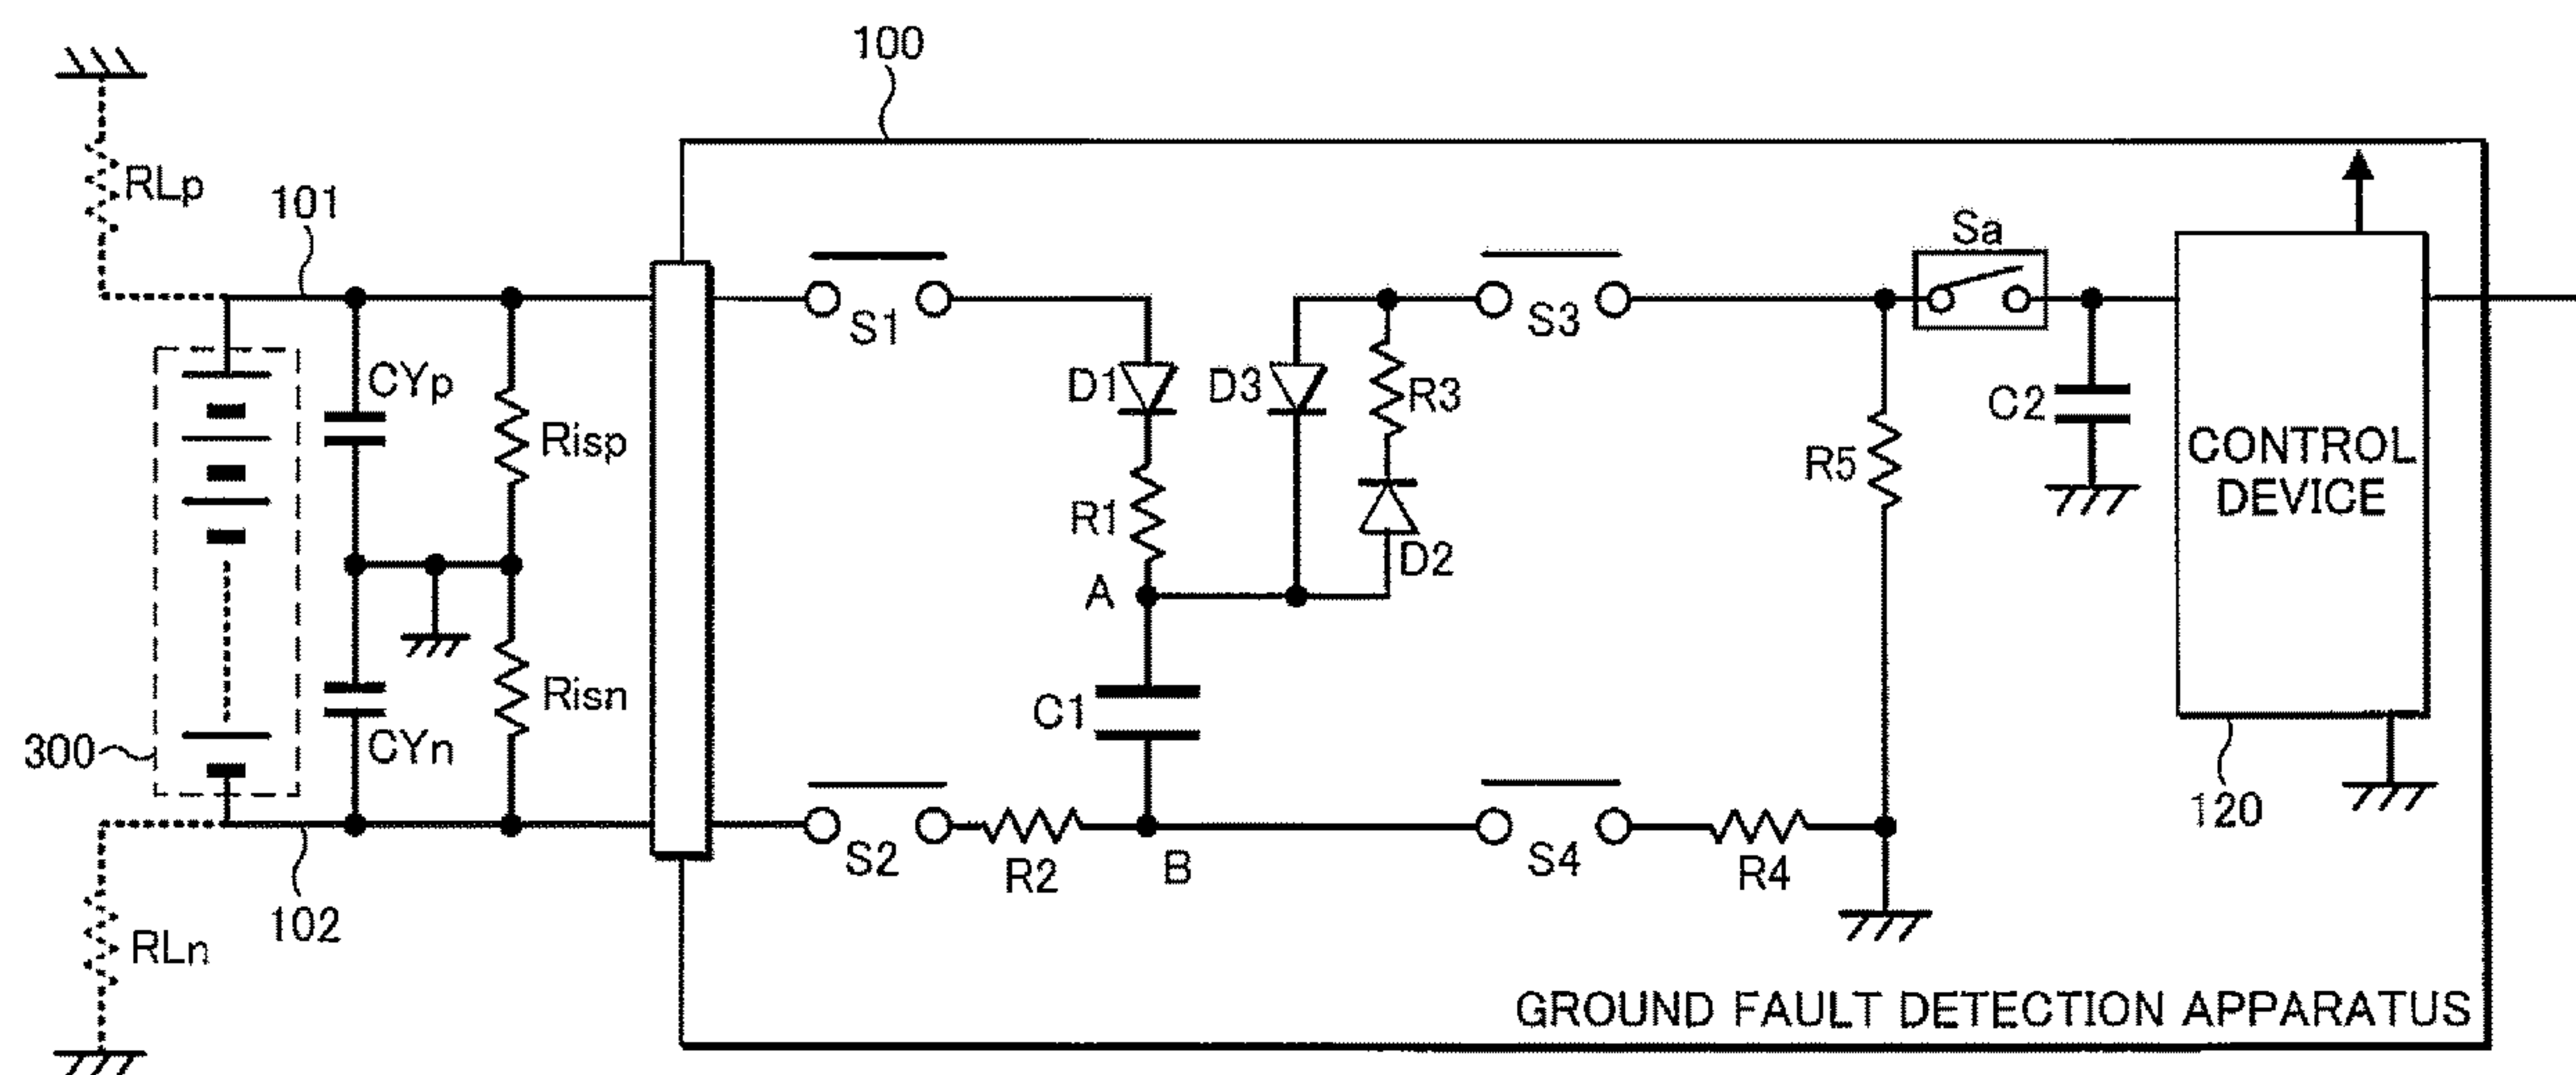 100
RLp
101
Sa
S1
S3
CYp
D1
D3
R3
C2
Risp
CONTROL
DEVICE
R5
R1
D2
A
Risn
C1
CYn
300
120
S2
R2
B
S4
R4
102
RLn
GROUND FAULT DETECTION APPARATUS